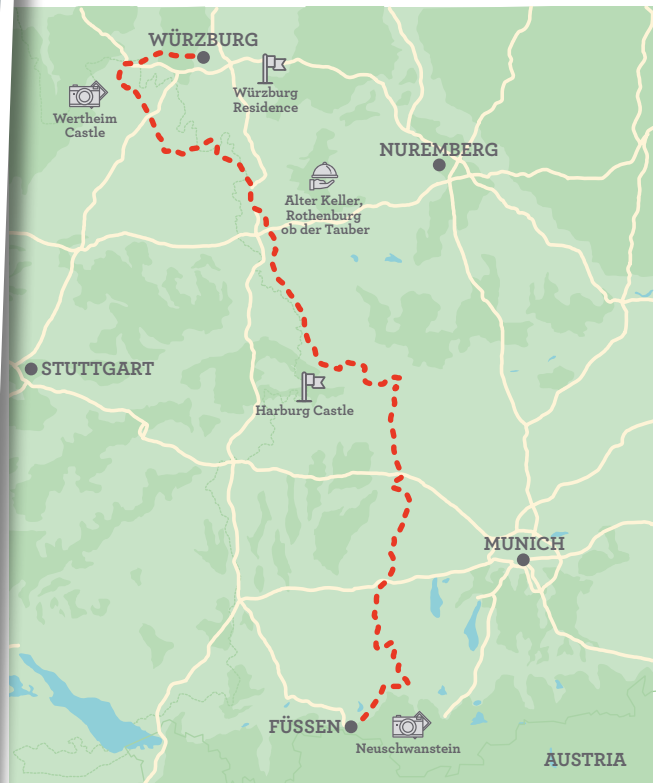 WÜRZBURG
Würzburg
Residence
Wertheim
Castle
NUREMBERG
Alter Keller,
Rothenburg
ob der Tauber
STUTTGART
Harburg Castle
MUNICH
FÜSSEN
Neuschwanstein
AUSTRIA